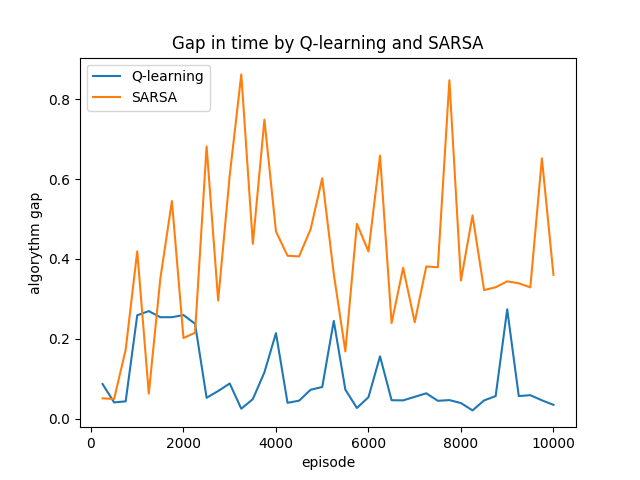 Gap in time by Q-learning and SARSA
Q-learning
SARSA
algorythm gap
0.8
0.6
0.4
0.2
0.0
0 2000 4000 6000 8000 10000
episode